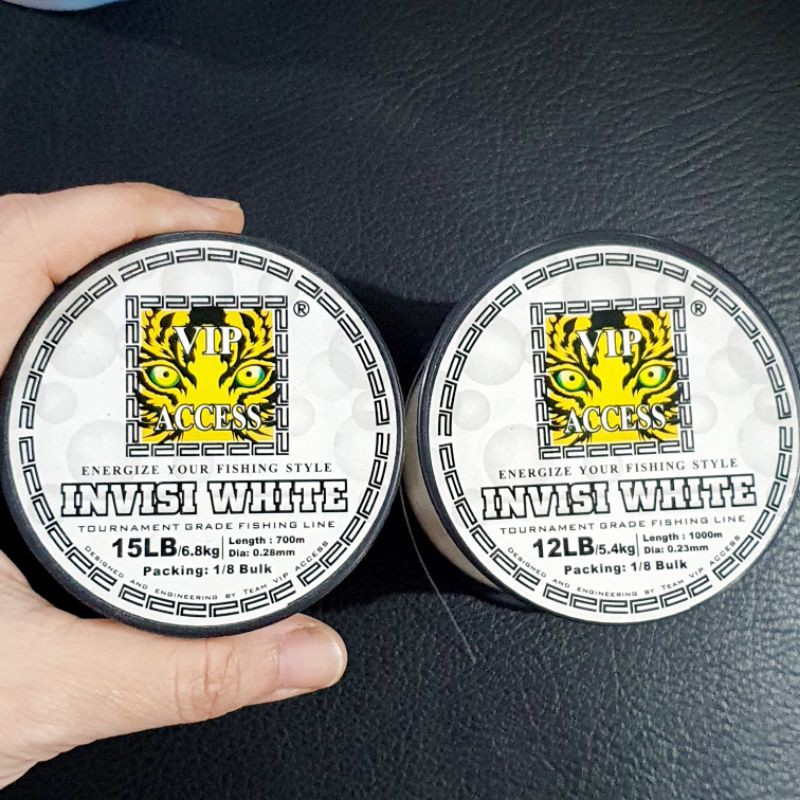 VIP
ACCESS
®
ENERGIZE YOUR FISHING STYLE
INVISI WHITE
TOURNAMENT GRADE FISHING LINE
15LB/6.8kg
Length : 700m
Dia: 0.28mm
Packing: 1/8 Bulk
DESIGNED AND ENGINEERING BY TEAM VIP ACCESS
VIP
ACCESS
®
ENERGIZE YOUR FISHING STYLE
INVISI WHITE
TOURNAMENT GRADE FISHING LINE
12LB/5.4kg
Length : 1000m
Dia: 0.23mm
Packing: 1/8 Bulk
DESIGNED AND ENGINEERING BY TEAM VIP ACCESS